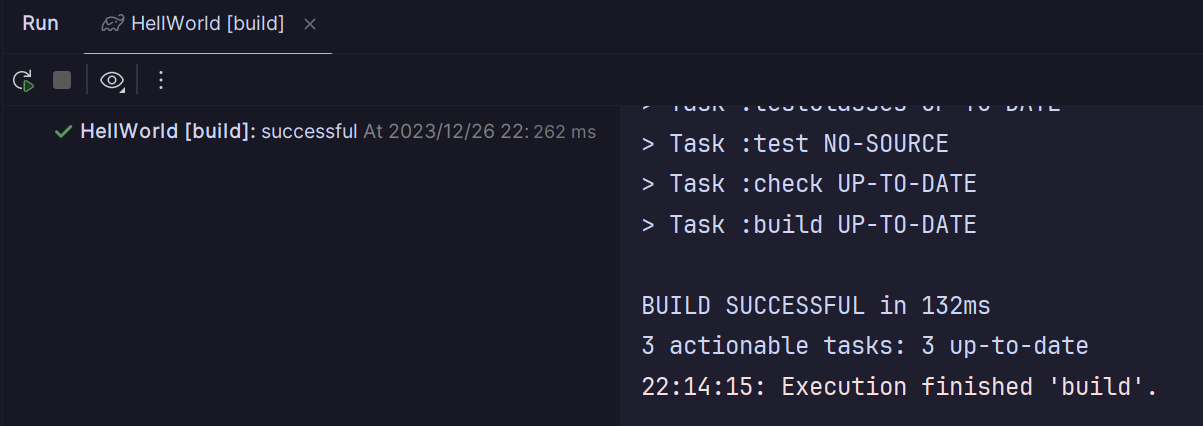 Run HellWorld [build]
HellWorld [build]: successful At 2023/12/26 22: 262 ms
> Task :testClasses UP-TO-DATE
> Task :test NO-SOURCE
> Task :check UP-TO-DATE
> Task :build UP-TO-DATE
BUILD SUCCESSFUL in 132ms
3 actionable tasks: 3 up-to-date
22:14:15: Execution finished 'build'.